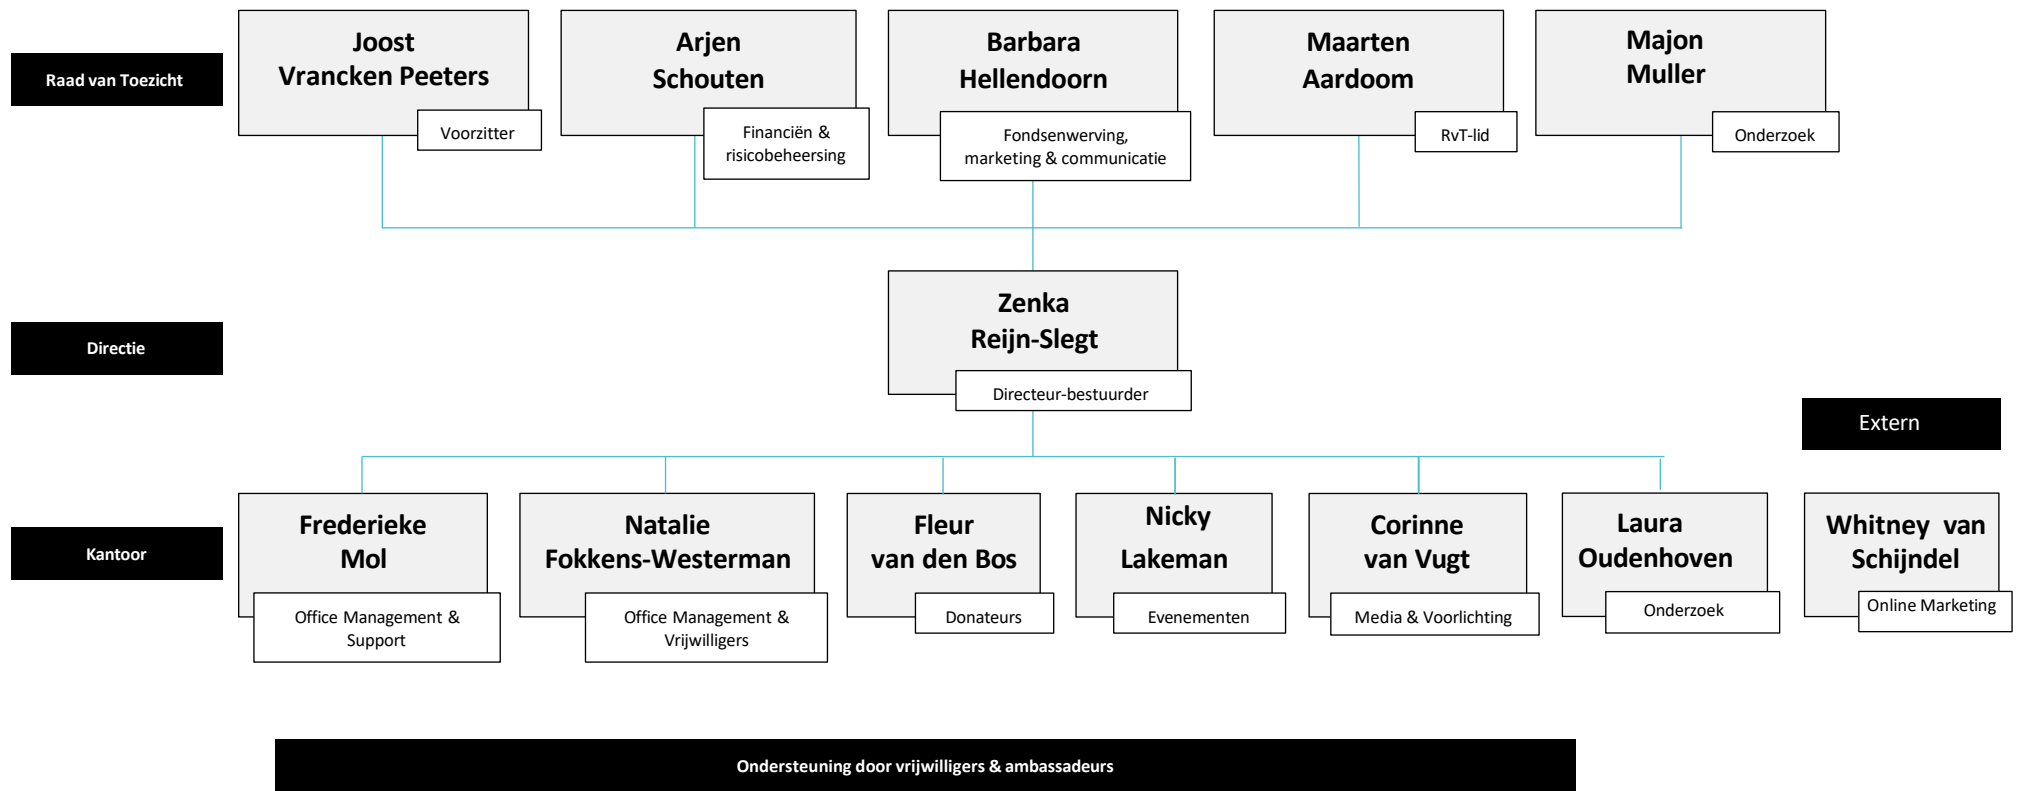 Raad van Toezicht
Joost
Vrancken Peeters
Voorzitter
Arjen
Schouten
Financiën &
risicobeheersing
Barbara
Hellendoorn
Fondsenwerving,
marketing & communicatie
Maarten
Aardoom
RvT-lid
Majon
Muller
Onderzoek
Directie
Zenka
Reijn-Slegt
Directeur-bestuurder
Extern
Kantoor
Frederieke
Mol
Office Management &
Support
Natalie
Fokkens-Westerman
Office Management &
Vrijwilligers
Fleur
van den Bos
Donateurs
Nicky
Lakeman
Evenementen
Corinne
van Vugt
Media & Voorlichting
Laura
Oudenhoven
Onderzoek
Whitney van
Schijndel
Online Marketing
Ondersteuning door vrijwilligers & ambassadeurs